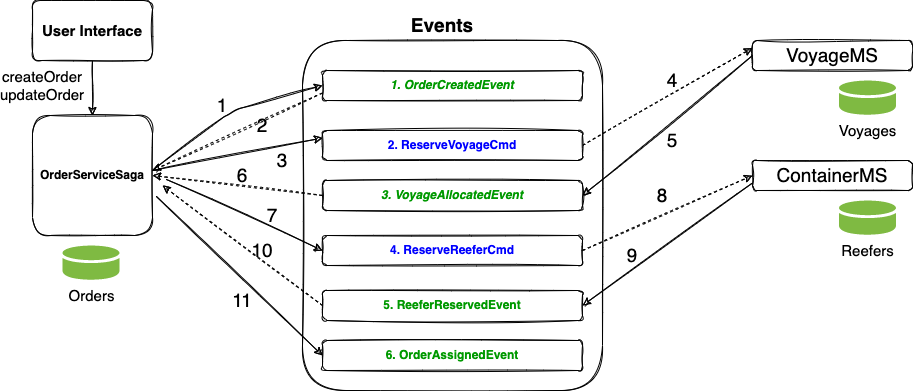 Events
User Interface
createOrder
updateOrder
OrderServiceSaga
Orders
1. OrderCreatedEvent
2. ReserveVoyageCmd
3. VoyageAllocatedEvent
4. ReserveReeferCmd
5. ReeferReservedEvent
6. OrderAssignedEvent
VoyageMS
Voyages
ContainerMS
Reefers
1
2
3
4
5
6
7
8
9
10
11